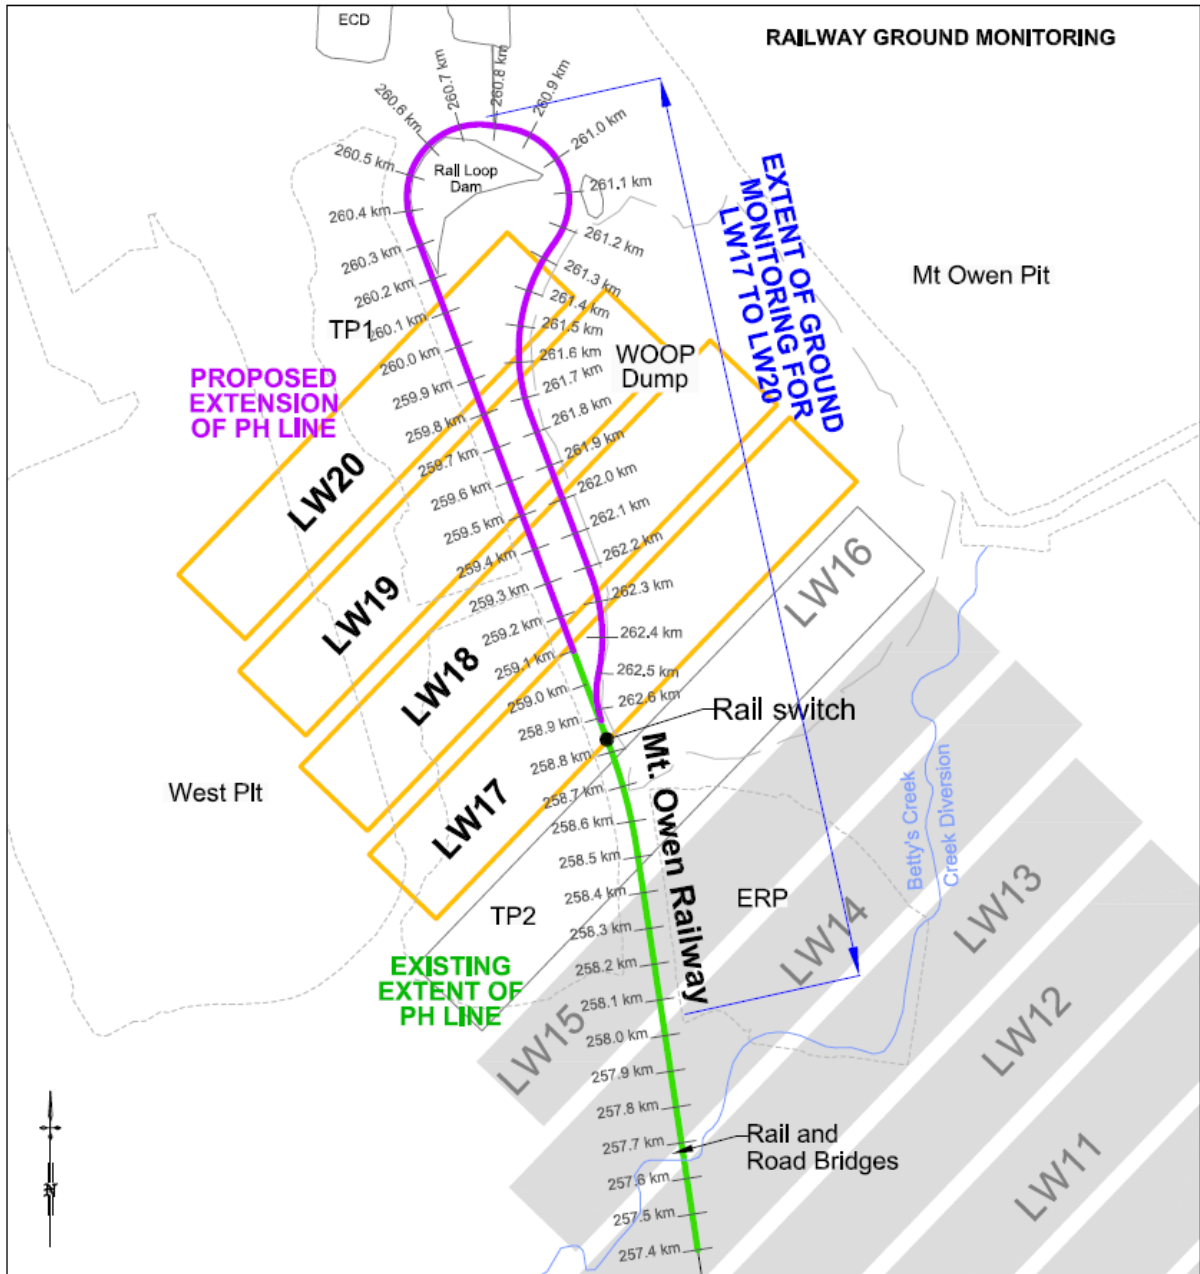 ECD
RAILWAY GROUND MONITORING
260.4 km
260.5 km
260.6 km
260.7 km
260.8 km
260.9 km
261.0 km
261.1 km
261.2 km
261.3 km
261.4 km
261.5 km
261.6 km
261.7 km
261.8 km
261.9 km
262.0 km
262.1 km
262.2 km
262.3 km
262.4 km
262.5 km
262.6 km
Rail Loop
Dam
260.3 km
260.2 km
260.1 km
260.0 km
259.9 km
259.8 km
259.7 km
259.6 km
259.5 km
259.4 km
259.3 km
259.2 km
259.1 km
259.0 km
258.9 km
258.8 km
258.7 km
258.6 km
258.5 km
258.4 km
258.3 km
258.2 km
258.1 km
258.0 km
257.9 km
257.8 km
257.7 km
257.6 km
257.5 km
257.4 km
EXTENT OF GROUND
MONITORING FOR
LW17 TO LW20
Mt Owen Pit
TP1
WOOP
Dump
PROPOSED
EXTENSION
OF PH LINE
LW20
LW19
LW18
LW17
LW16
Rail switch
West PIt
Mt. Owen Railway
Betty's Creek
Creek Diversion
TP2
ERP
EXISTING
EXTENT OF
PH LINE
LW15
LW14
LW13
LW12
LW11
Rail and
Road Bridges
N